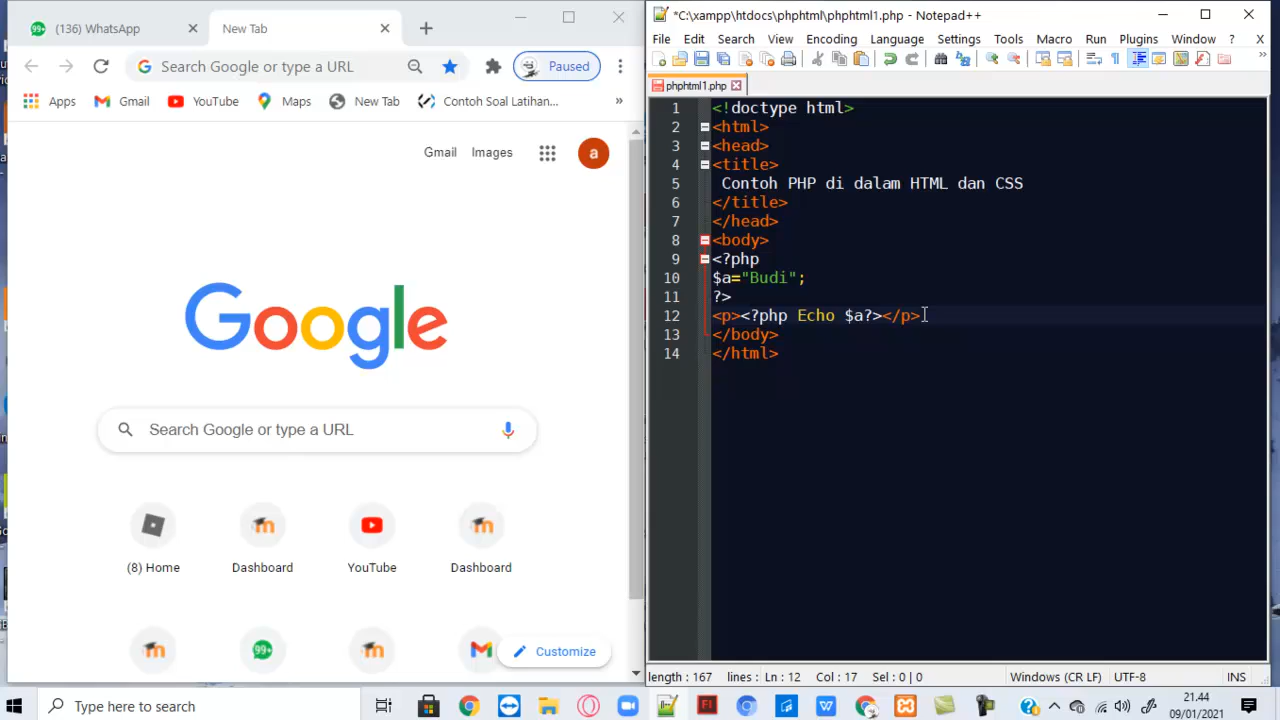 99+ (136) WhatsApp
New Tab
Search Google or type a URL
Paused
Apps
Gmail
YouTube
Maps
New Tab
Contoh Soal Latihan...
»
Gmail
Images
a
Google
Search Google or type a URL
(8) Home
Dashboard
YouTube
Dashboard
99+
Customize
*C:\xampp\htdocs\phphtml\phphtml1.php - Notepad++
File Edit Search View Encoding Language Settings Tools Macro Run Plugins Window ? X
phphtml1.php
1 <!doctype html>
2 <html>
3 <head>
4 <title>
5 Contoh PHP di dalam HTML dan CSS
6 </title>
7 </head>
8 <body>
9 <?php
10 $a="Budi";
11 ?>
12 <p><?php Echo $a?></p>
13 </body>
14 </html>
length : 167 lines : Ln : 12 Col : 17 Sel : 0 | 0 Windows (CR LF) UTF-8 INS
Type here to search
21.44
09/01/2021